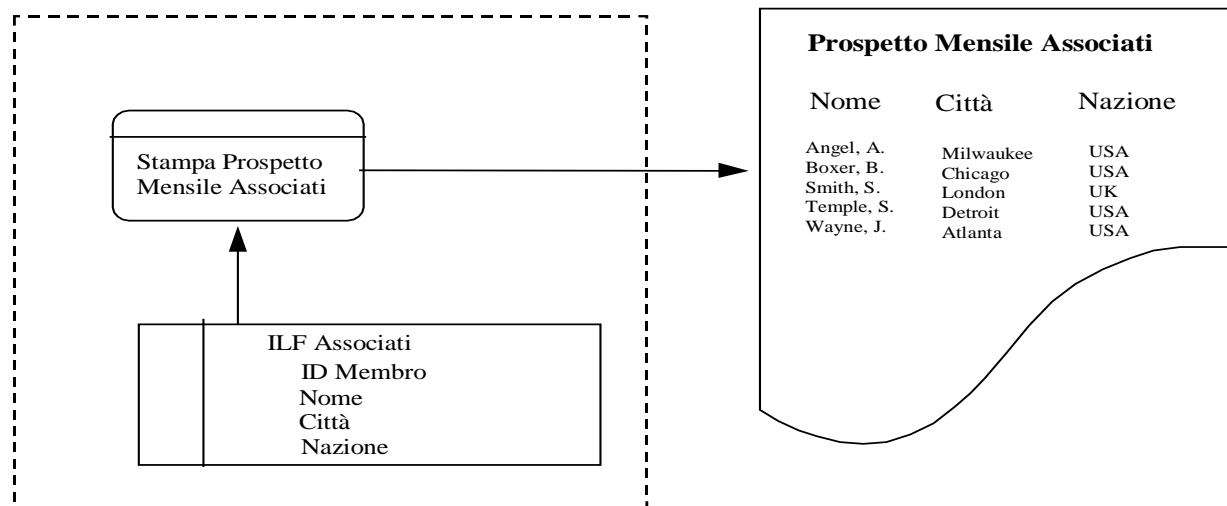 Prospetto Mensile Associati
Nome Città Nazione
Angel, A. Milwaukee USA
Boxer, B. Chicago USA
Smith, S. London UK
Temple, S. Detroit USA
Wayne, J. Atlanta USA
Stampa Prospetto
Mensile Associati
ILF Associati
ID Membro
Nome
Città
Nazione